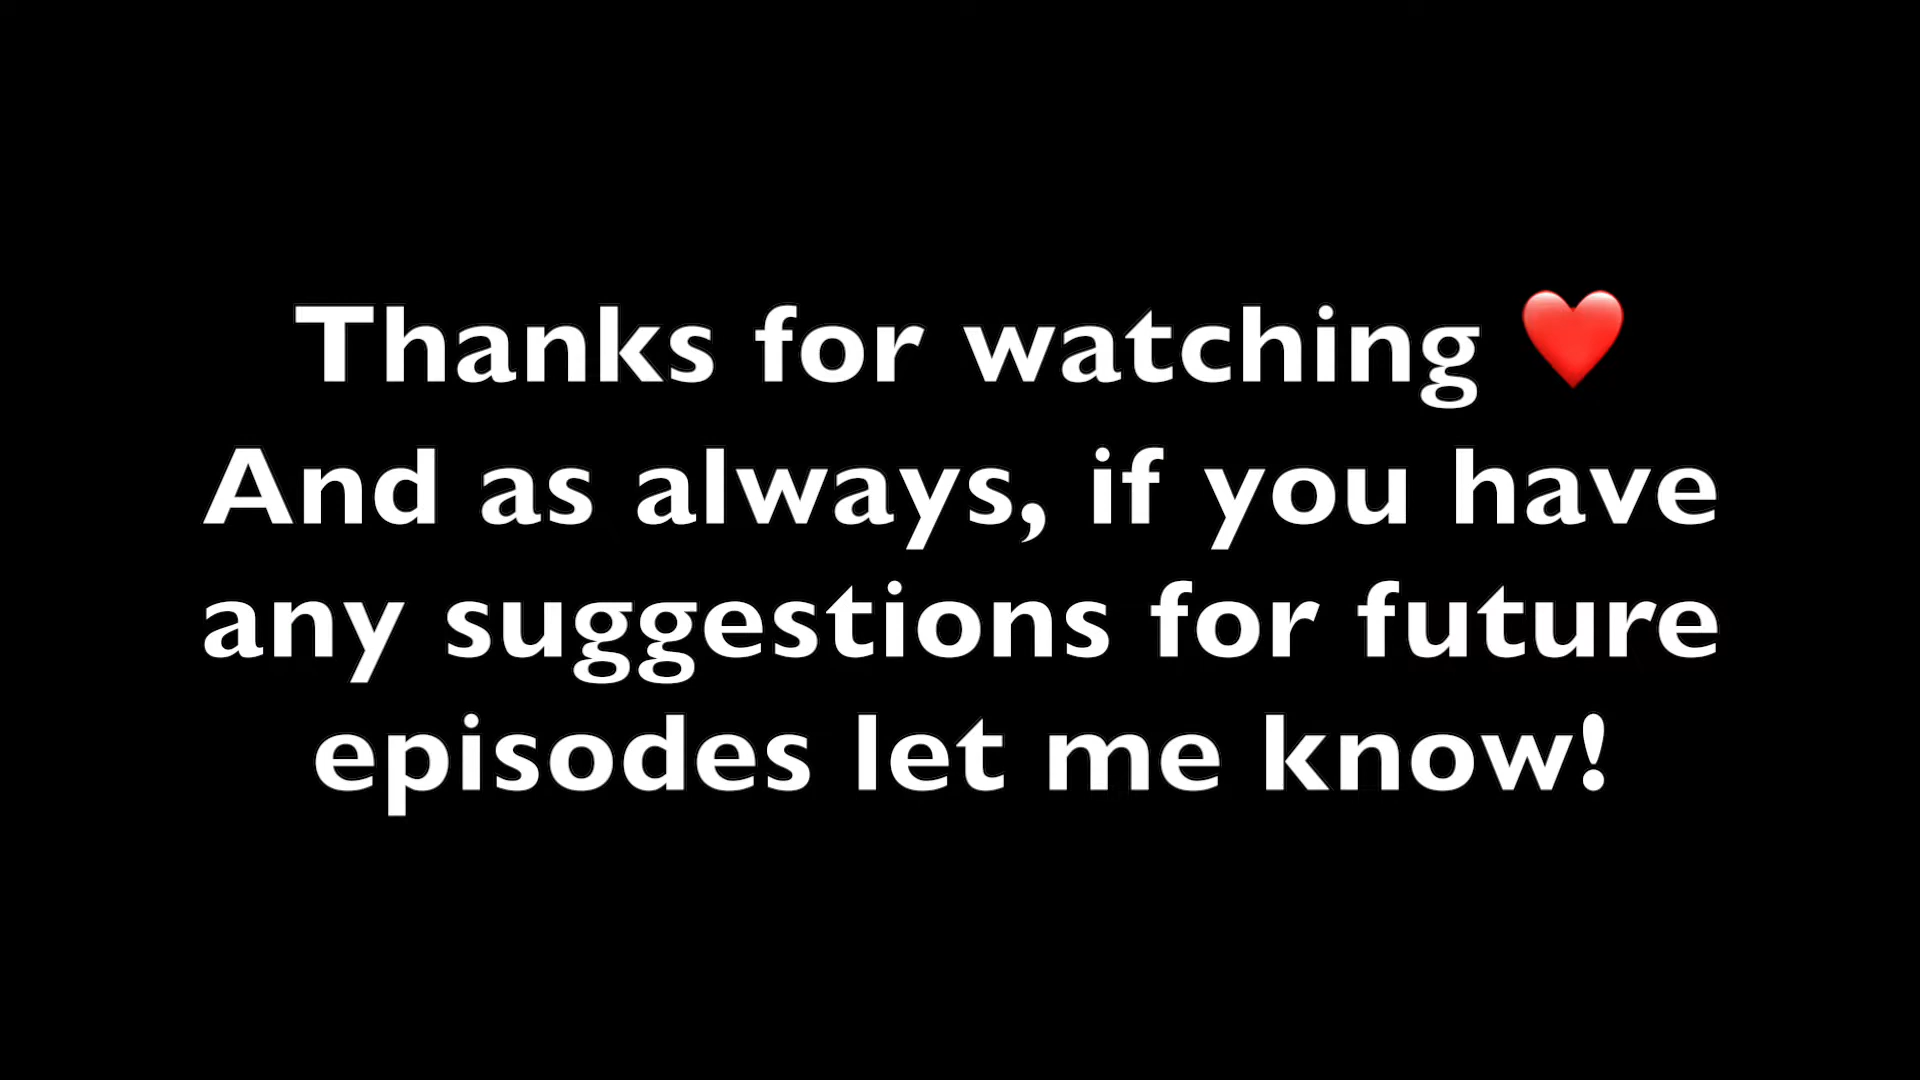 Thanks for watching ❤️
And as always, if you have
any suggestions for future
episodes let me know!